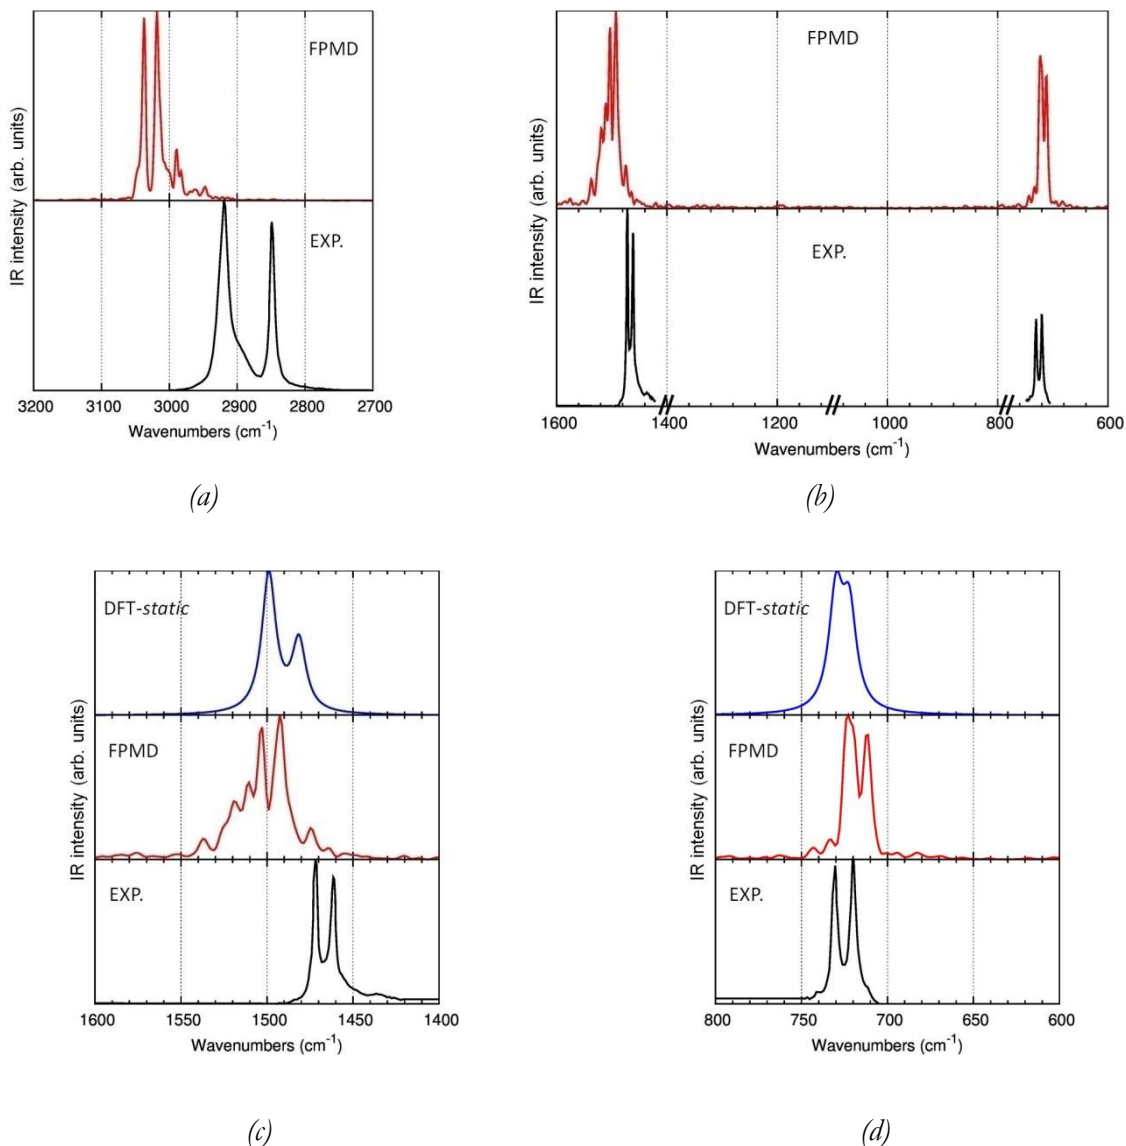 FPMD
EXP.
IR intensity (arb. units)
3200 3100 3000 2900 2800 2700
Wavenumbers (cm⁻¹)
(a)
FPMD
EXP.
IR intensity (arb. units)
1600 1400 1200 1000 800 600
Wavenumbers (cm⁻¹)
(b)
DFT-static
FPMD
EXP.
IR intensity (arb. units)
1600 1550 1500 1450 1400
Wavenumbers (cm⁻¹)
(c)
DFT-static
FPMD
EXP.
IR intensity (arb. units)
800 750 700 650 600
Wavenumbers (cm⁻¹)
(d)